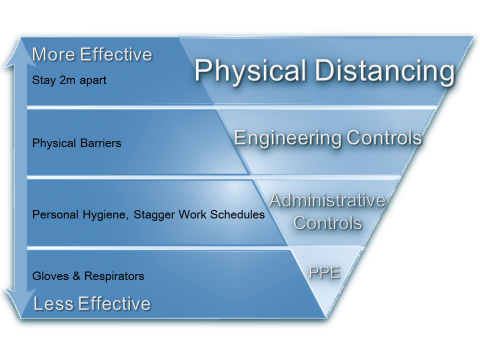 More Effective
Stay 2m apart
Physical Distancing
Physical Barriers
Engineering Controls
Personal Hygiene, Stagger Work Schedules
Administrative
Controls
Gloves & Respirators
PPE
Less Effective